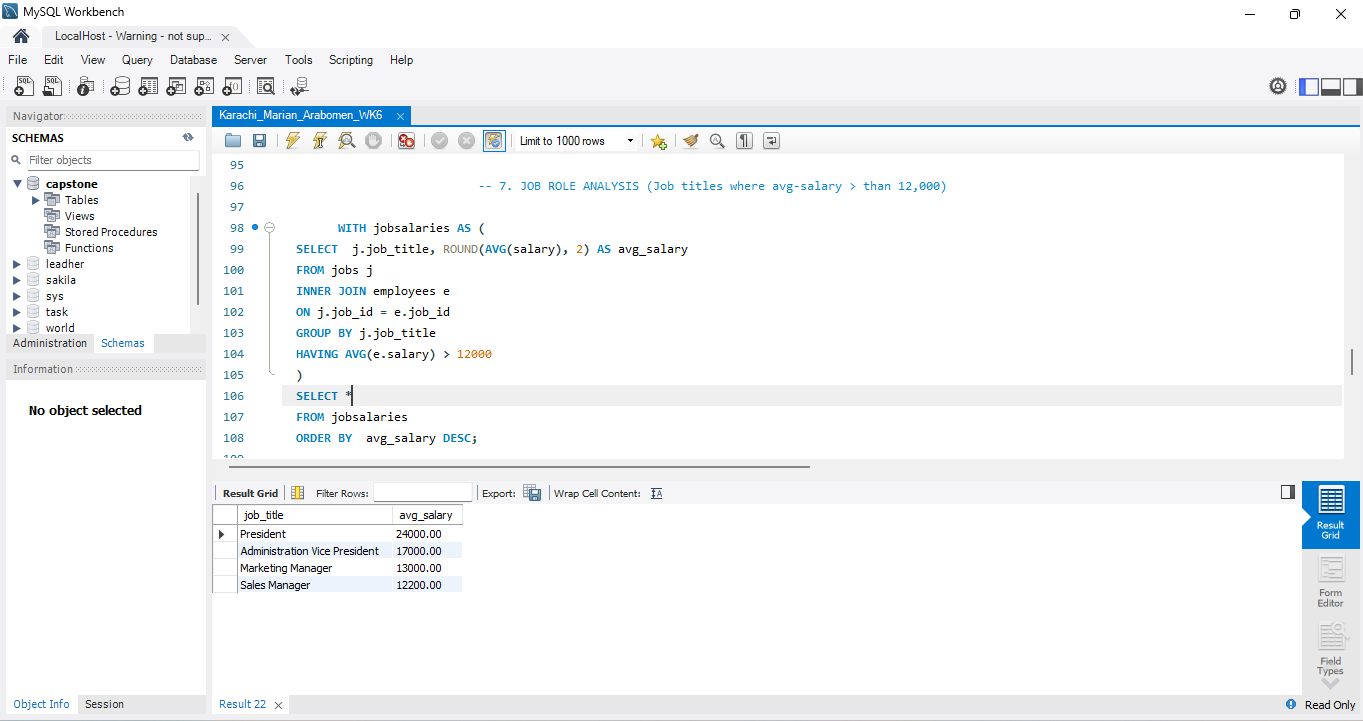 MySQL Workbench
LocalHost - Warning - not sup...
File Edit View Query Database Server Tools Scripting Help
Navigator
SCHEMAS
Filter objects
capstone
Tables
Views
Stored Procedures
Functions
leadher
sakila
sys
task
world
Administration Schemas
Information
No object selected
Object Info Session
Karachi_Marian_Arabomen_WK6
Limit to 1000 rows
95
96 -- 7. JOB ROLE ANALYSIS (Job titles where avg-salary > than 12,000)
97
98 WITH jobsalaries AS (
99 SELECT j.job_title, ROUND(AVG(salary), 2) AS avg_salary
100 FROM jobs j
101 INNER JOIN employees e
102 ON j.job_id = e.job_id
103 GROUP BY j.job_title
104 HAVING AVG(e.salary) > 12000
105 )
106 SELECT *
107 FROM jobsalaries
108 ORDER BY avg_salary DESC;
Result Grid Filter Rows: Export: Wrap Cell Content:
job_title avg_salary
President 24000.00
Administration Vice President 17000.00
Marketing Manager 13000.00
Sales Manager 12200.00
Result
Grid
Form
Editor
Field
Types
Result 22
Read Only